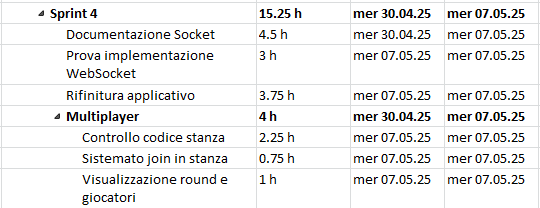 Sprint 4 15.25 h mer 30.04.25 mer 07.05.25
Documentazione Socket 4.5 h mer 30.04.25 mer 07.05.25
Prova implementazione 3 h mer 07.05.25 mer 07.05.25
WebSocket
Rifinitura applicativo 3.75 h mer 07.05.25 mer 07.05.25
Multiplayer 4 h mer 30.04.25 mer 07.05.25
Controllo codice stanza 2.25 h mer 07.05.25 mer 07.05.25
Sistemato join in stanza 0.75 h mer 07.05.25 mer 07.05.25
Visualizzazione round e 1 h mer 07.05.25 mer 07.05.25
giocatori